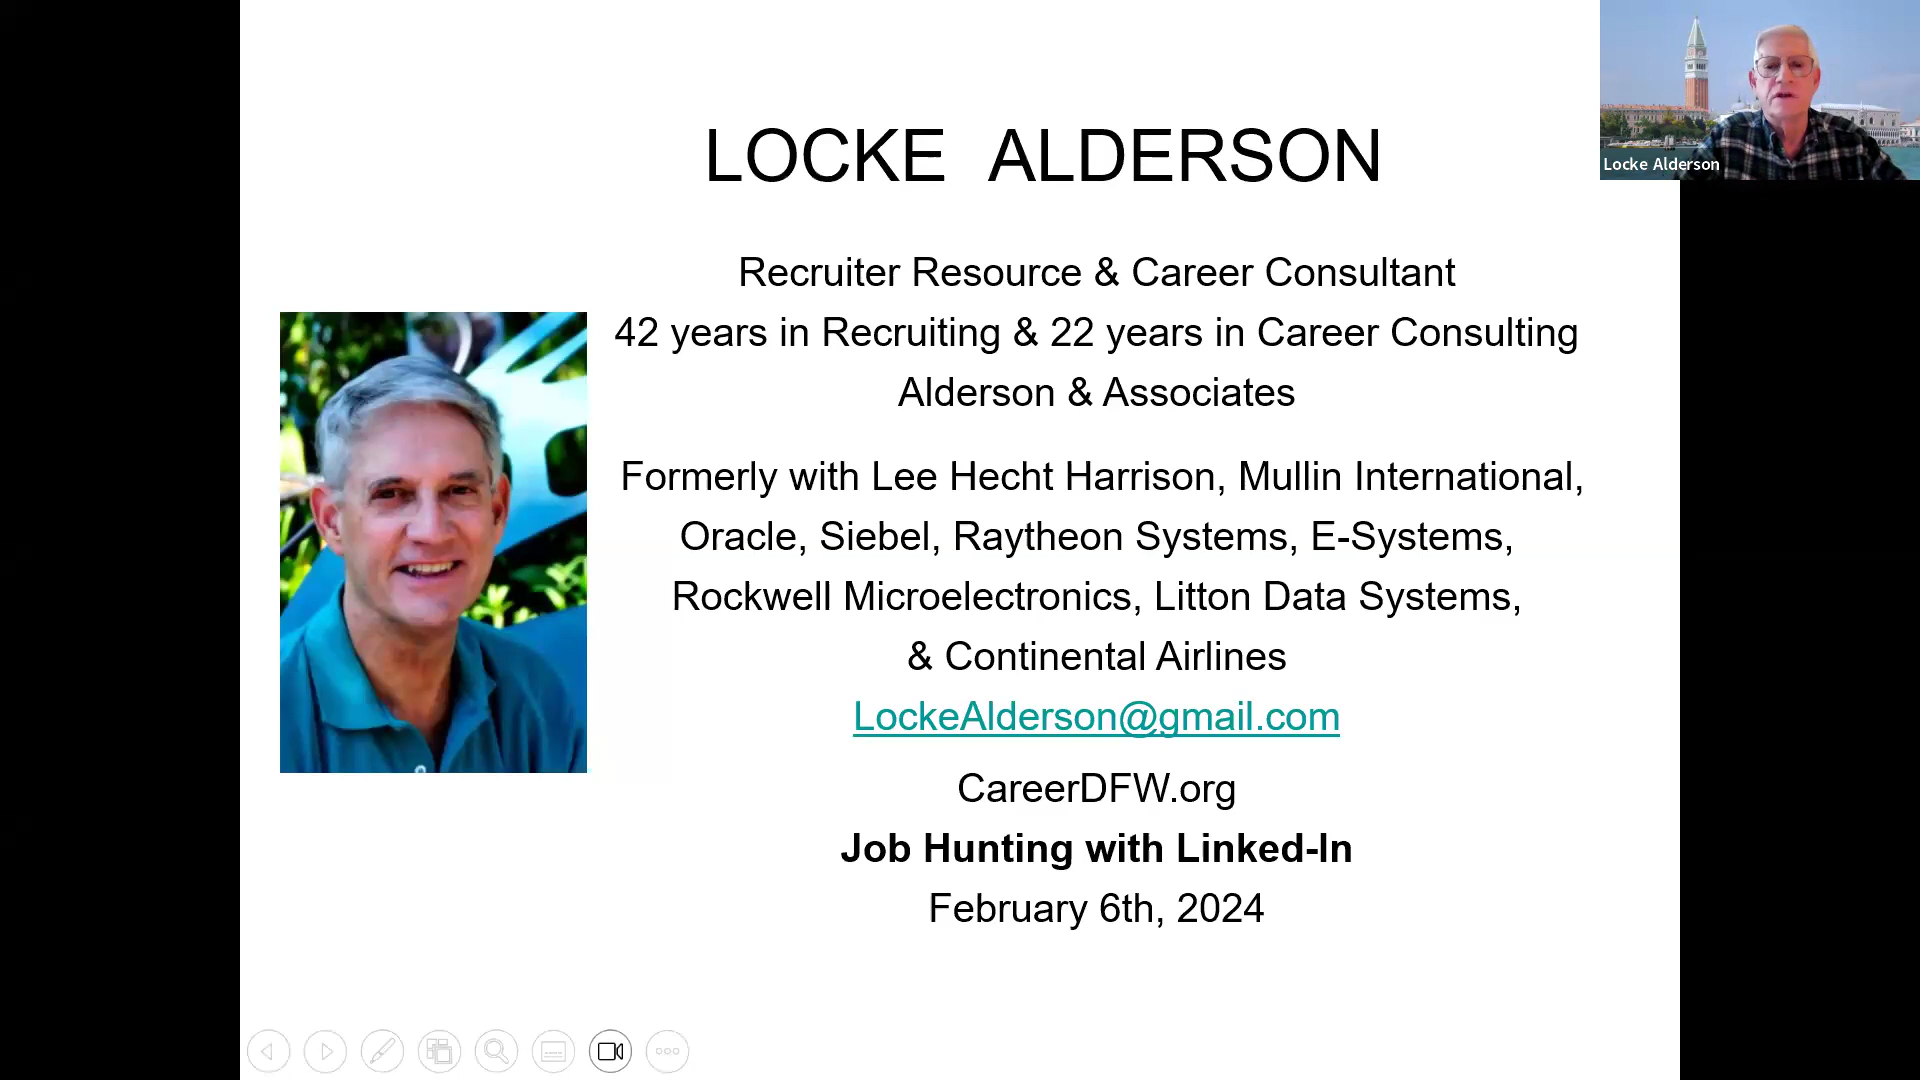 LOCKE ALDERSON
Recruiter Resource & Career Consultant
42 years in Recruiting & 22 years in Career Consulting
Alderson & Associates
Formerly with Lee Hecht Harrison, Mullin International,
Oracle, Siebel, Raytheon Systems, E-Systems,
Rockwell Microelectronics, Litton Data Systems,
& Continental Airlines
LockeAlderson@gmail.com
CareerDFW.org
Job Hunting with Linked-In
February 6th, 2024
Locke Alderson